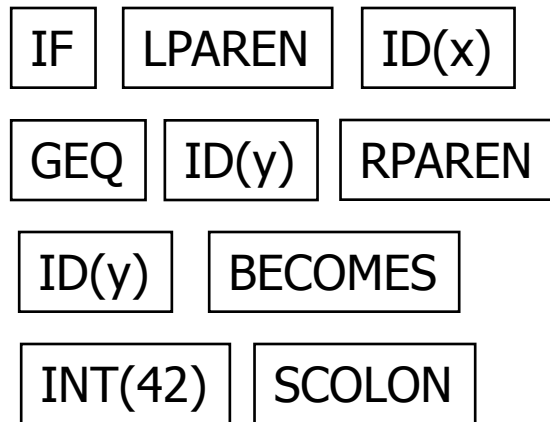 IF LPAREN ID(x)
GEQ ID(y) RPAREN
ID(y) BECOMES
INT(42) SCOLON